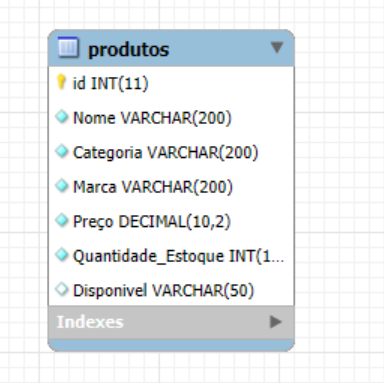 produtos
id INT(11)
Nome VARCHAR(200)
Categoria VARCHAR(200)
Marca VARCHAR(200)
Preço DECIMAL(10,2)
Quantidade_Estoque INT(1...
Disponivel VARCHAR(50)
Indexes